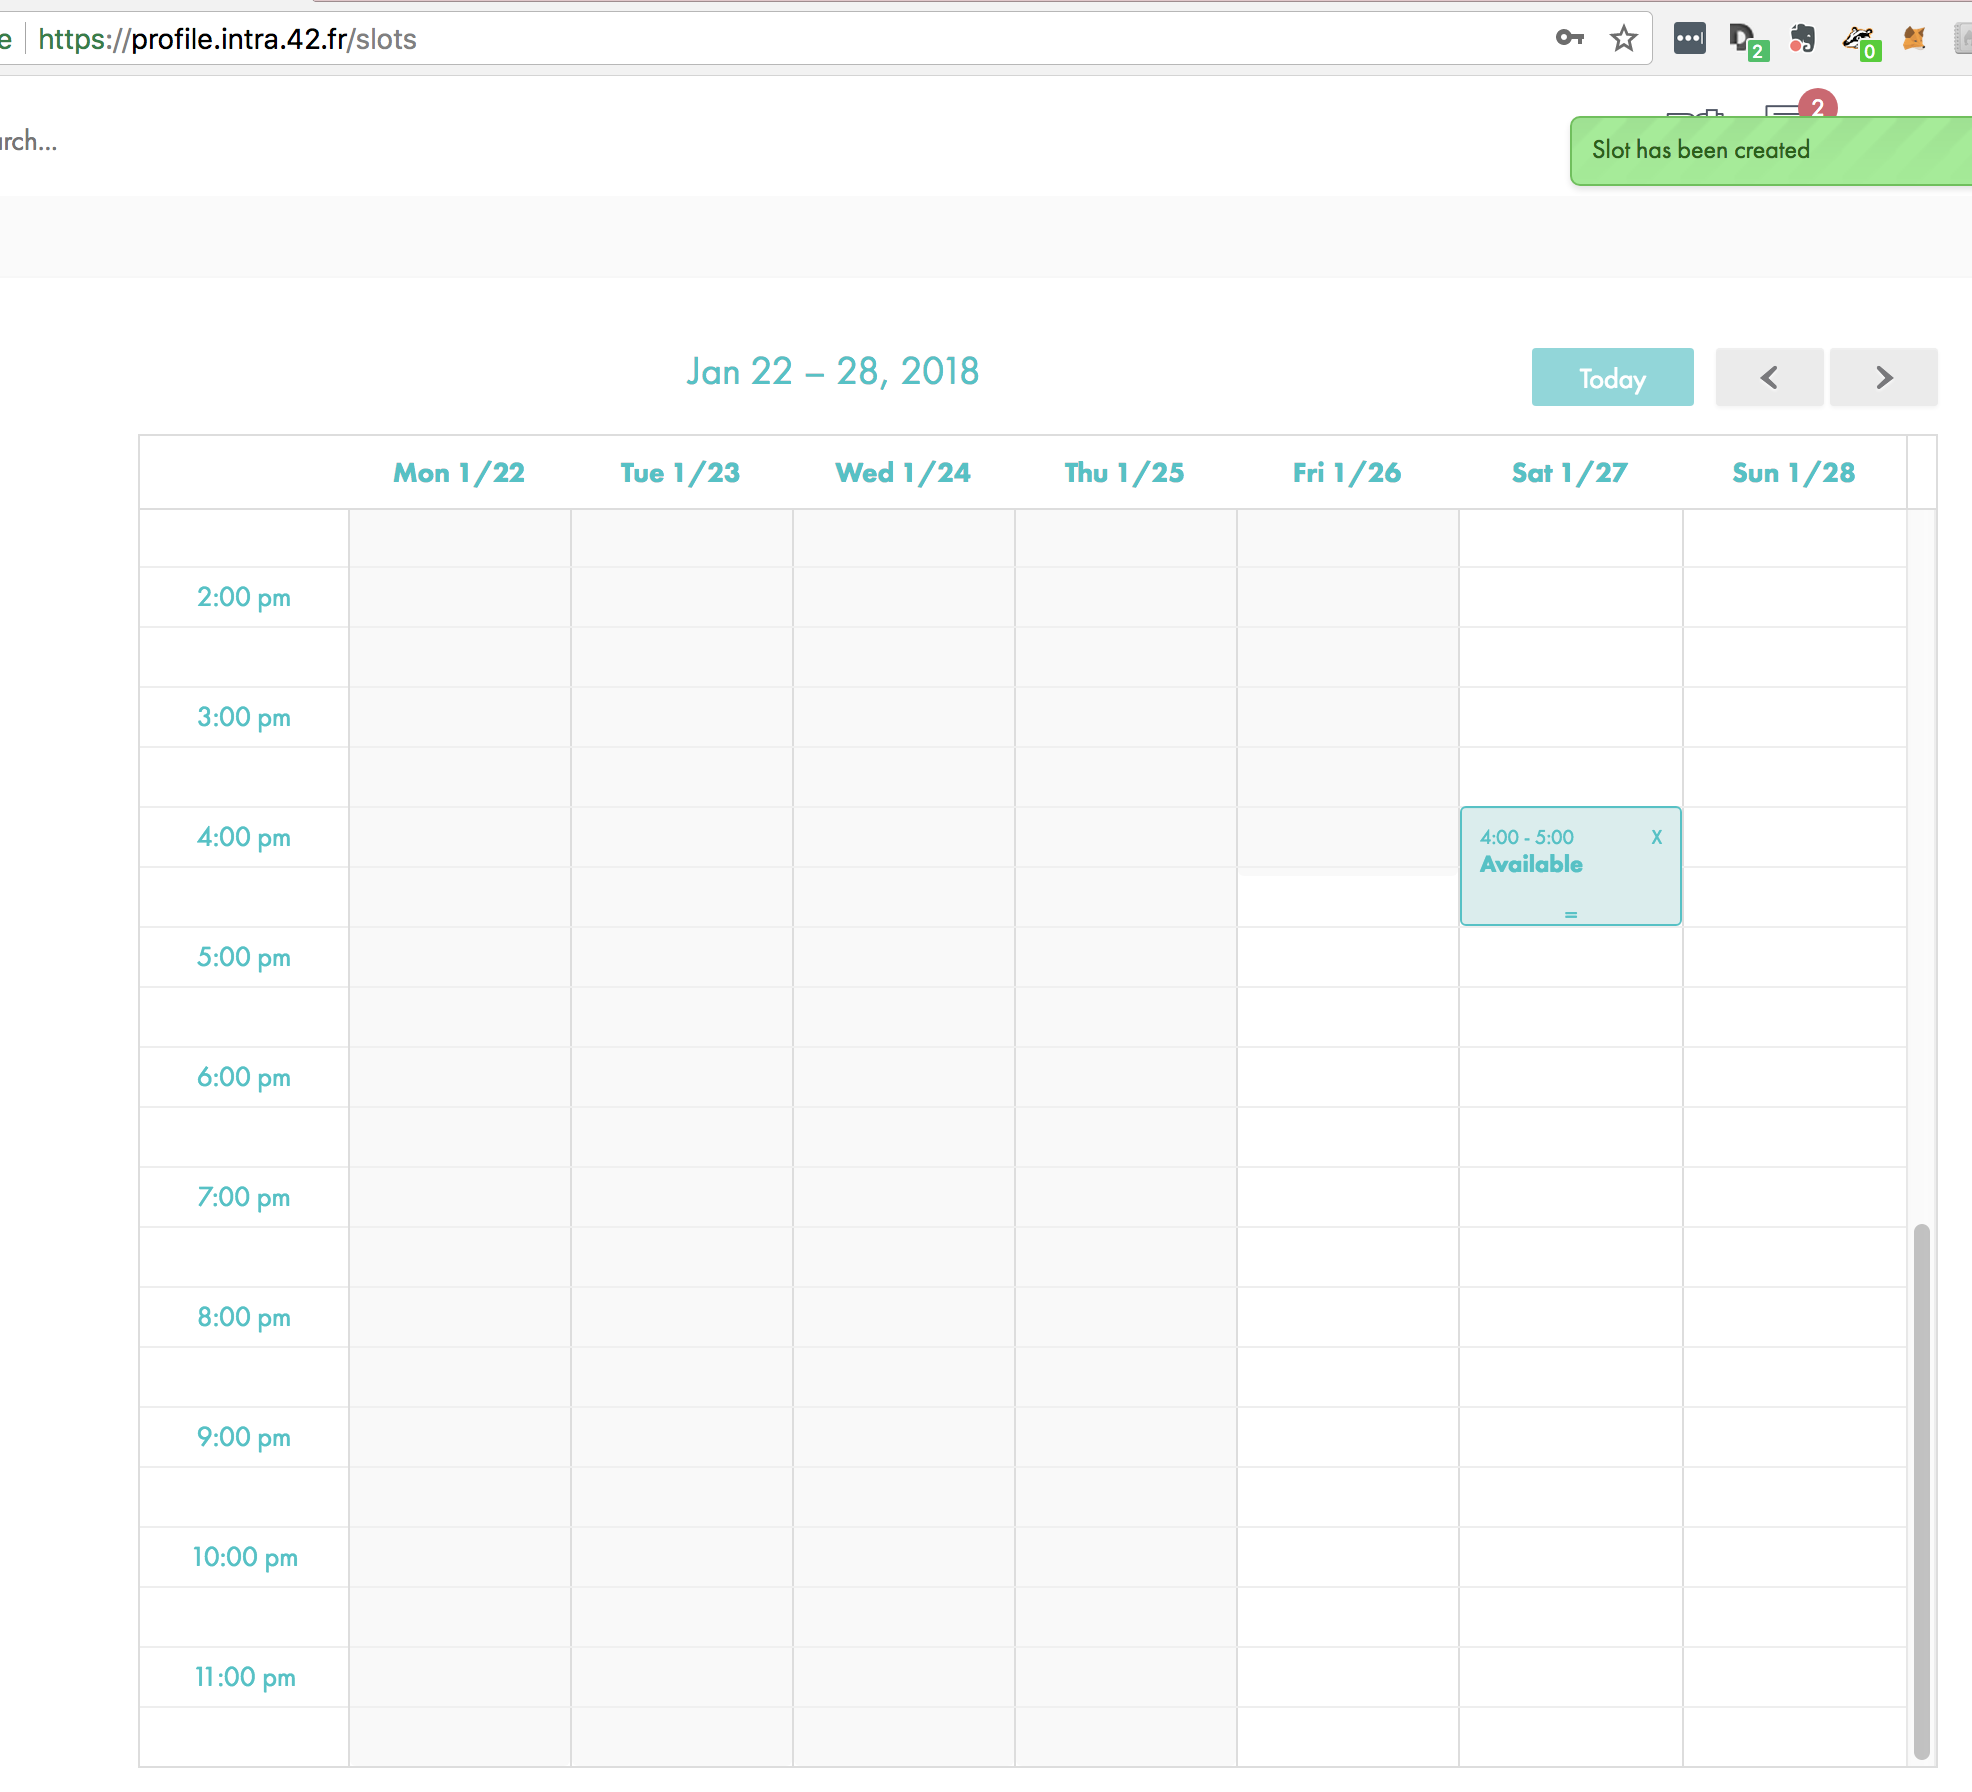 e https://profile.intra.42.fr/slots
2
0
2
arch...
Slot has been created
Jan 22 – 28, 2018
Today
Mon 1/22 Tue 1/23 Wed 1/24 Thu 1/25 Fri 1/26 Sat 1/27 Sun 1/28
2:00 pm
3:00 pm
4:00 pm
4:00 - 5:00 X
Available
5:00 pm
6:00 pm
7:00 pm
8:00 pm
9:00 pm
10:00 pm
11:00 pm